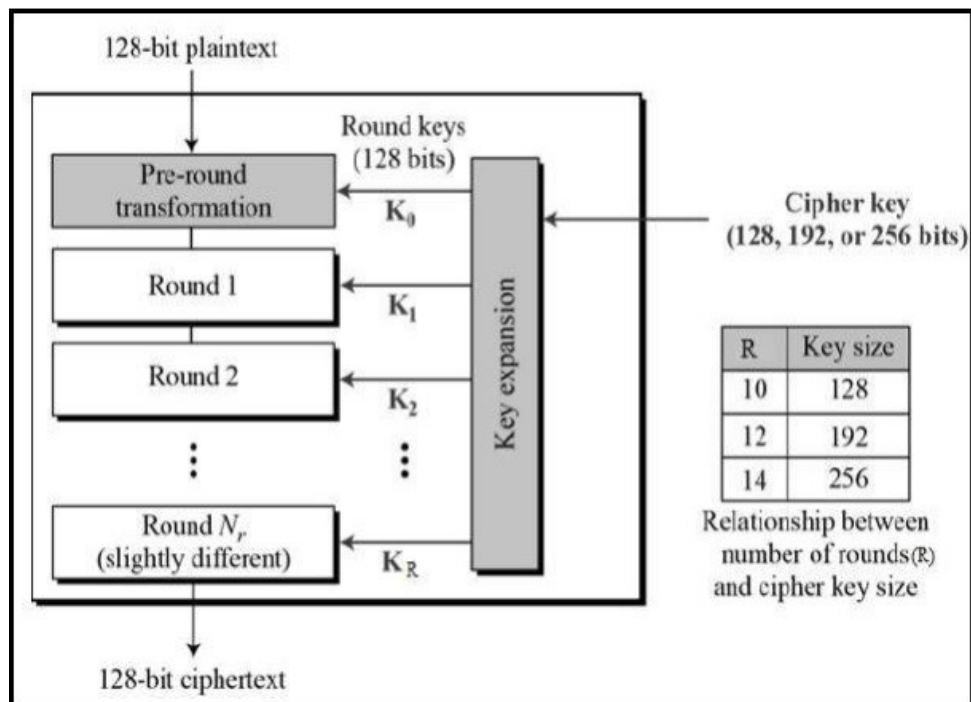 128-bit plaintext
Round keys
(128 bits)
Pre-round
transformation
K0
Cipher key
(128, 192, or 256 bits)
Round 1
K1
Key expansion
Round 2
K2
R Key size
10 128
12 192
14 256
Relationship between
number of rounds(R)
and cipher key size
Round Nr
(slightly different)
KR
128-bit ciphertext